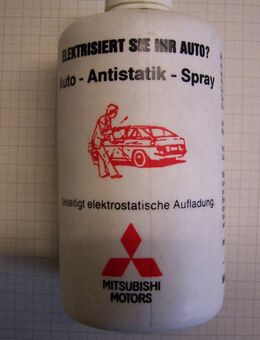 ELEKTRISIERT SIE IHR AUTO?
Auto - Antistatik - Spray
beseitigt elektrostatische Aufladung.
MITSUBISHI
MOTORS